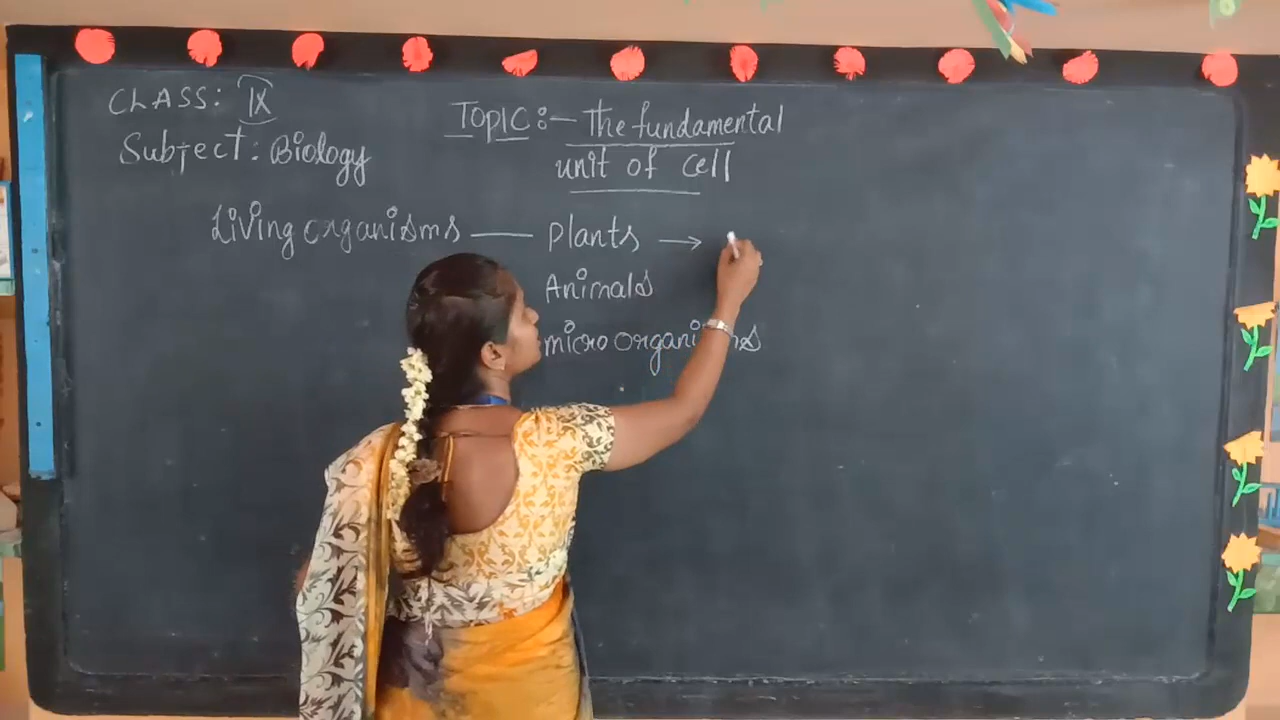 CLASS: IX
Subject: Biology
TOPIC:- The fundamental
unit of cell
Living organisms — plants →
Animals